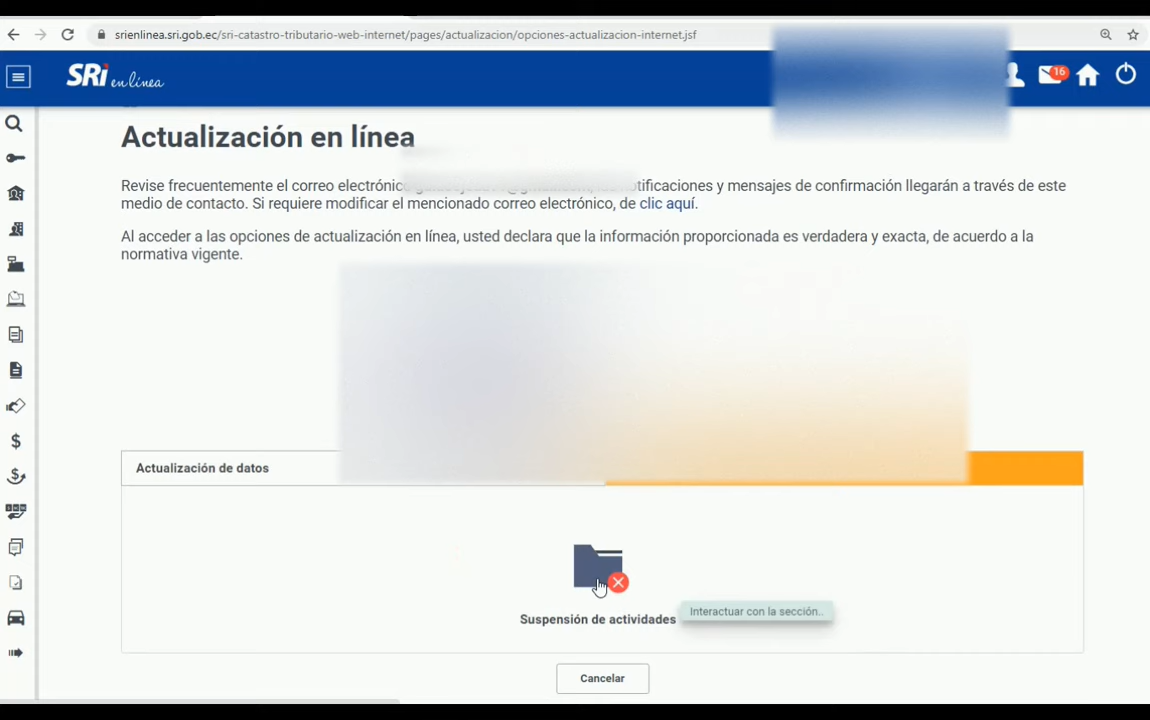 srienlinea.sri.gob.ec/sri-catastro-tributario-web-internet/pages/actualizacion/opciones-actualizacion-internet.jsf
SRi en línea
16
Actualización en línea
Revise frecuentemente el correo electrónico notificaciones y mensajes de confirmación llegarán a través de este
medio de contacto. Si requiere modificar el mencionado correo electrónico, de clic aquí.
Al acceder a las opciones de actualización en línea, usted declara que la información proporcionada es verdadera y exacta, de acuerdo a la
normativa vigente.
Actualización de datos
Suspensión de actividades
Interactuar con la sección..
Cancelar